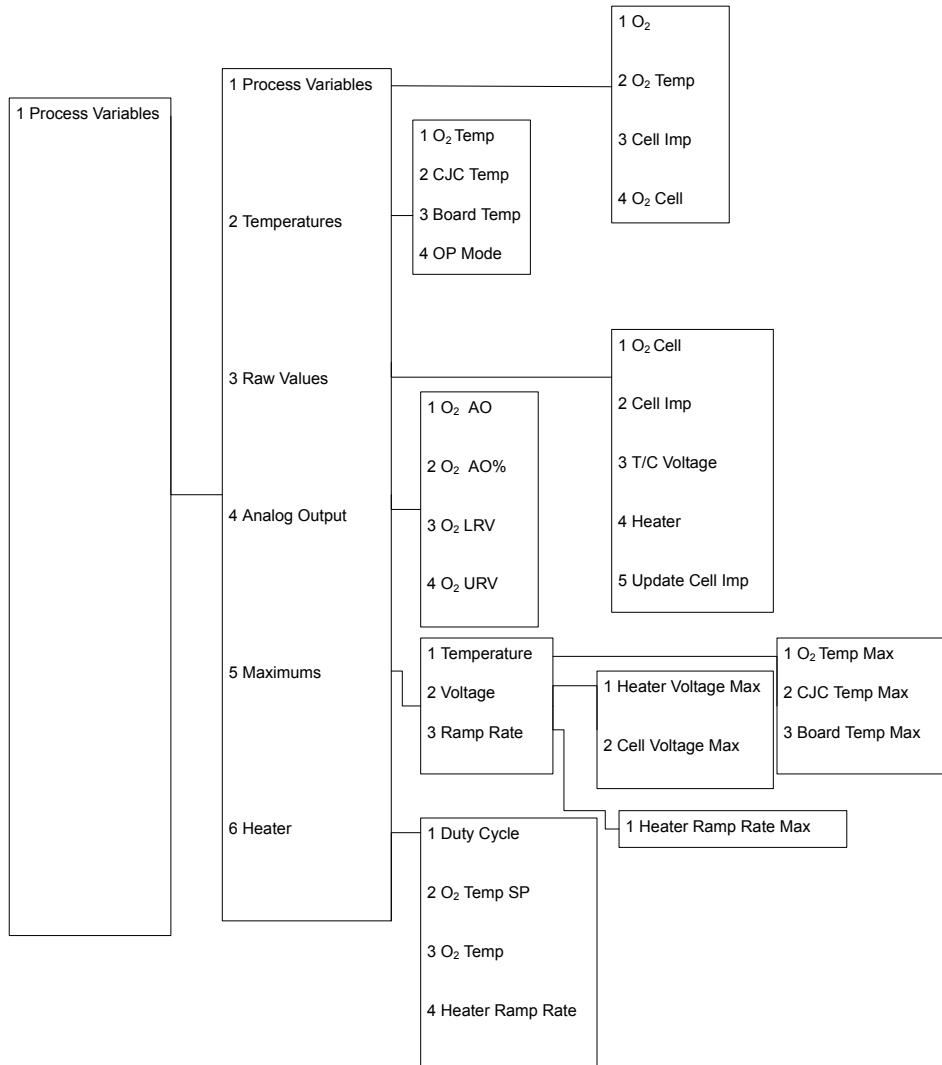 1 Process Variables
1 Process Variables
2 Temperatures
3 Raw Values
4 Analog Output
5 Maximums
6 Heater
1 O₂
2 O₂ Temp
3 Cell Imp
4 O₂ Cell
1 O₂ Temp
2 CJC Temp
3 Board Temp
4 OP Mode
1 O₂ Cell
2 Cell Imp
3 T/C Voltage
4 Heater
5 Update Cell Imp
1 O₂ AO
2 O₂ AO%
3 O₂ LRV
4 O₂ URV
1 Temperature
2 Voltage
3 Ramp Rate
1 Heater Voltage Max
2 Cell Voltage Max
1 O₂ Temp Max
2 CJC Temp Max
3 Board Temp Max
1 Heater Ramp Rate Max
1 Duty Cycle
2 O₂ Temp SP
3 O₂ Temp
4 Heater Ramp Rate